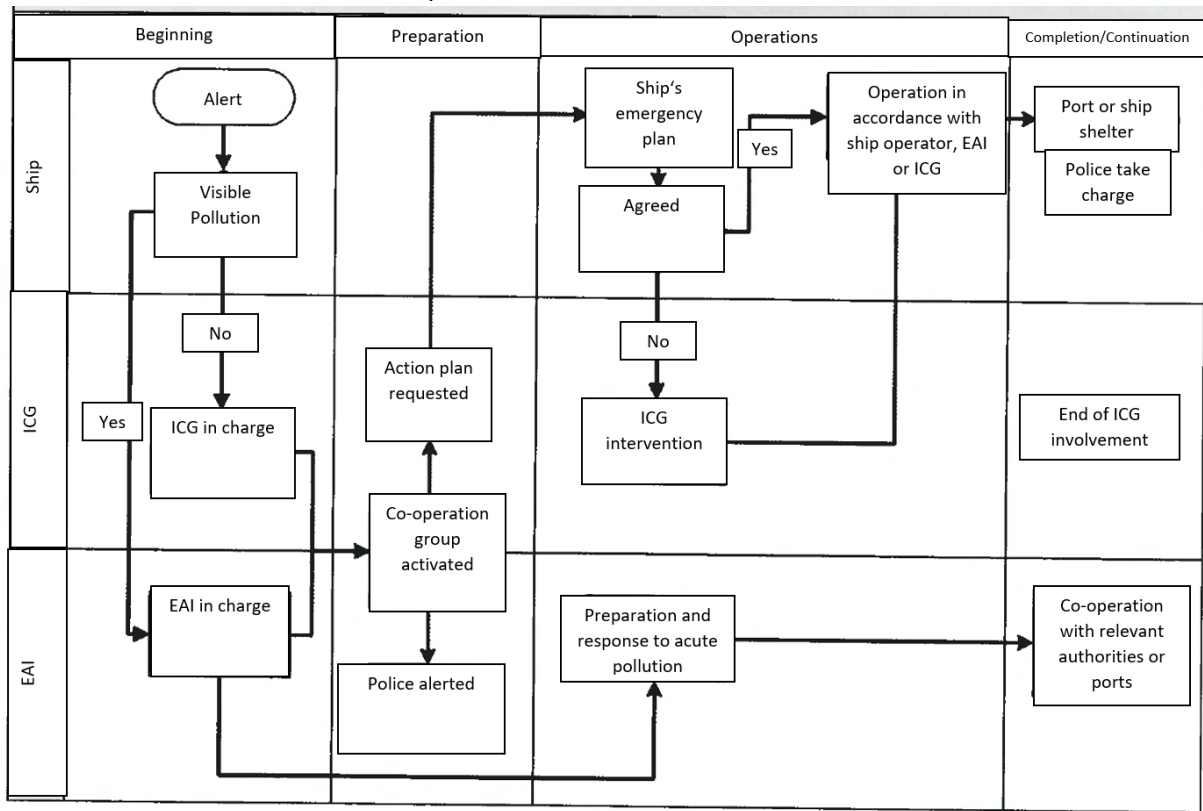 Beginning
Preparation
Operations
Completion/Continuation
Ship
Alert
Visible
Pollution
Ship‘s
emergency
plan
Agreed
Yes
Operation in
accordance with
ship operator, EAI
or ICG
Port or ship
shelter
Police take
charge
ICG
No
Yes
ICG in charge
Action plan
requested
Co-operation
group
activated
No
ICG
intervention
End of ICG
involvement
EAI
EAI in charge
Police alerted
Preparation and
response to acute
pollution
Co-operation
with relevant
authorities or
ports